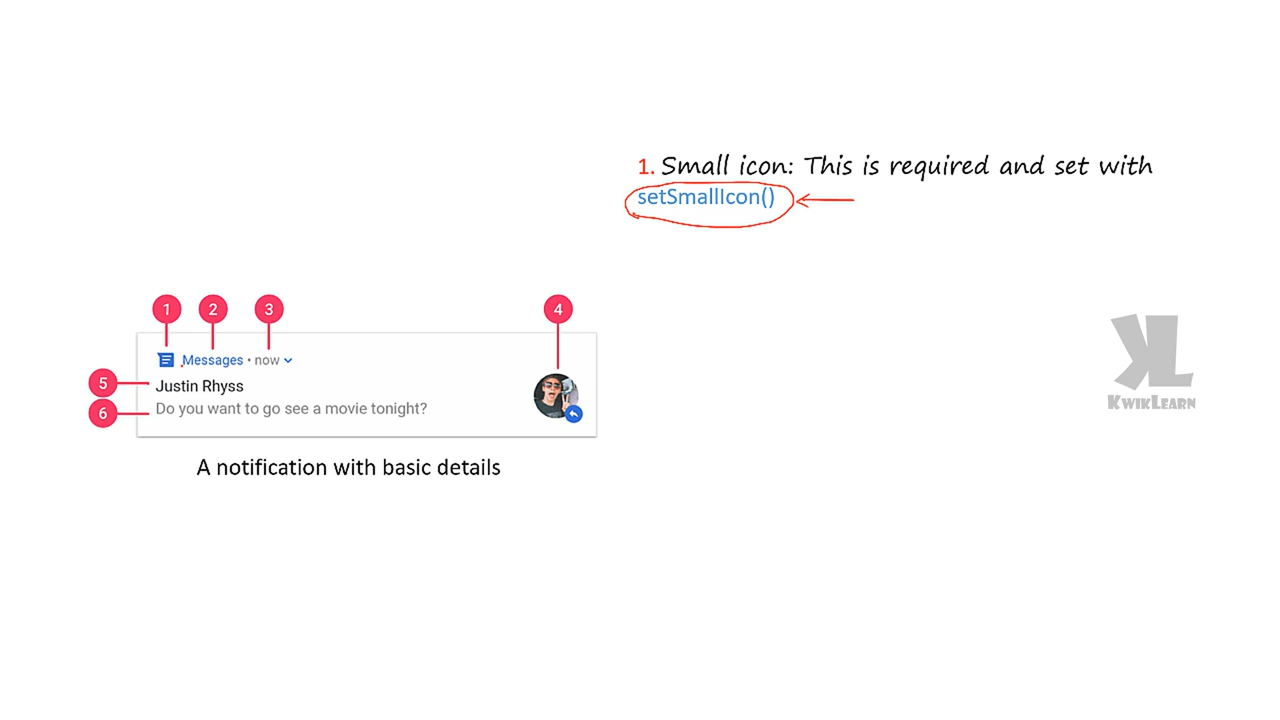 1. Small icon: This is required and set with
setSmallIcon()
1 2 3 4
Messages • now
5 Justin Rhyss
6 Do you want to go see a movie tonight?
A notification with basic details
KL
KwikLearn